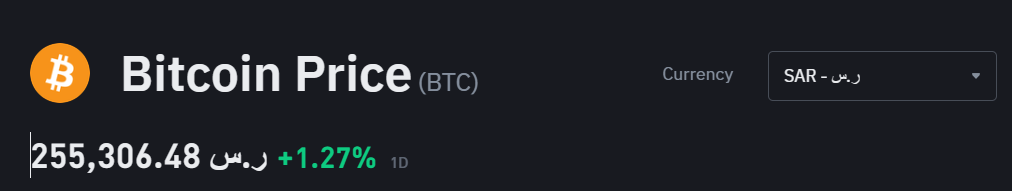 Bitcoin Price (BTC)
Currency
SAR - ر.س
255,306.48 ر.س +1.27% 1D